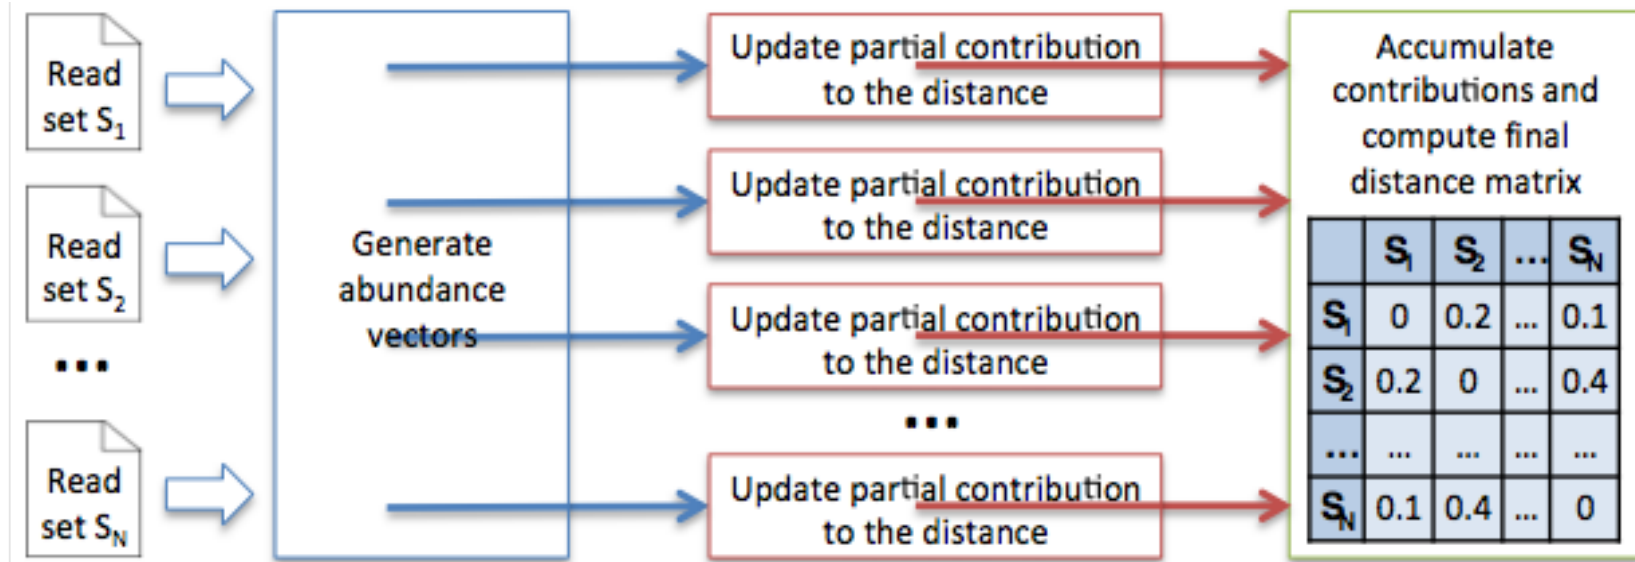 Read
set S1
Read
set S2
...
Read
set SN
Generate
abundance
vectors
Update partial contribution
to the distance
Update partial contribution
to the distance
Update partial contribution
to the distance
...
Update partial contribution
to the distance
Accumulate
contributions and
compute final
distance matrix
S1 S2 ... SN
S1 0 0.2 ... 0.1
S2 0.2 0 ... 0.4
... ... ... ... ...
SN 0.1 0.4 ... 0